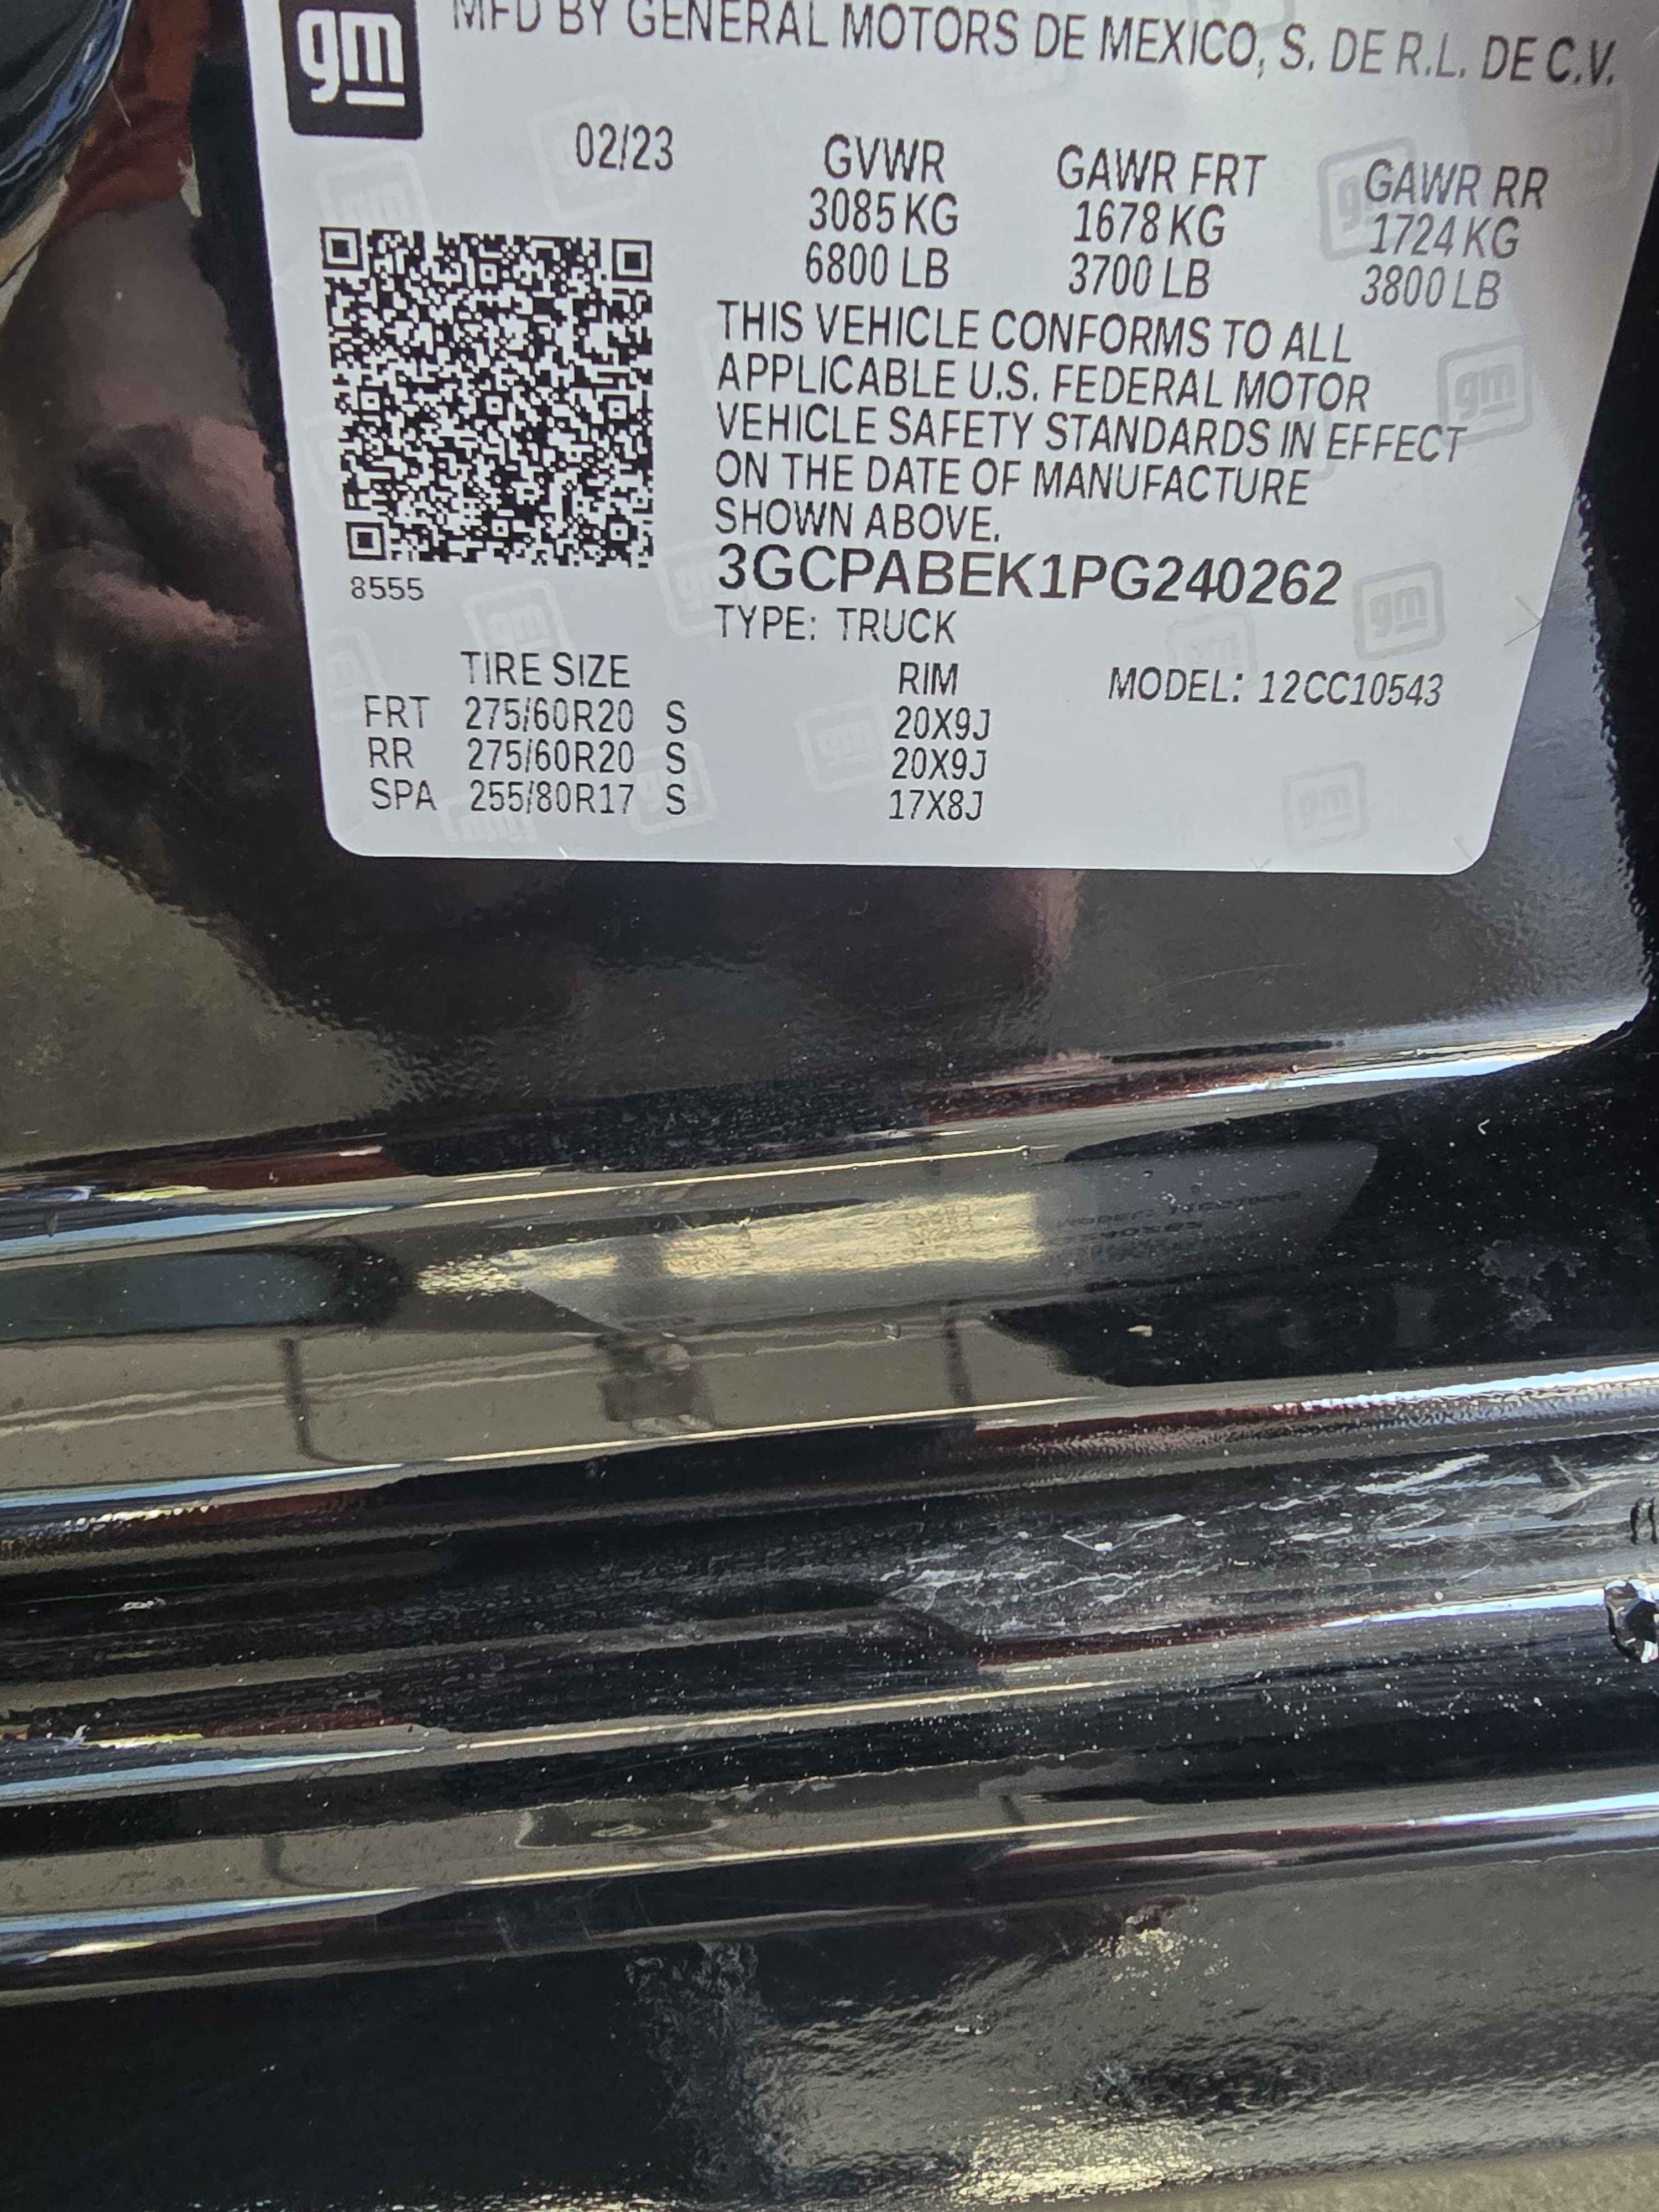 gm
MFD BY GENERAL MOTORS DE MEXICO, S. DE R.L. DE C.V.
02/23 GVWR GAWR FRT GAWR RR
3085 KG 1678 KG 1724 KG
6800 LB 3700 LB 3800 LB
THIS VEHICLE CONFORMS TO ALL
APPLICABLE U.S. FEDERAL MOTOR
VEHICLE SAFETY STANDARDS IN EFFECT
ON THE DATE OF MANUFACTURE
SHOWN ABOVE.
8555
3GCPABEK1PG240262
TYPE: TRUCK
TIRE SIZE RIM MODEL: 12CC10543
FRT 275/60R20 S 20X9J
RR 275/60R20 S 20X9J
SPA 255/80R17 S 17X8J